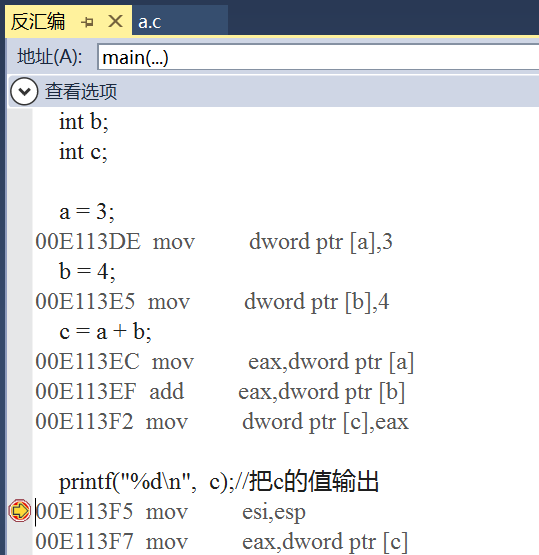 反汇编 a.c
地址(A): main(...)
查看选项
int b;
int c;
a = 3;
00E113DE mov dword ptr [a],3
b = 4;
00E113E5 mov dword ptr [b],4
c = a + b;
00E113EC mov eax,dword ptr [a]
00E113EF add eax,dword ptr [b]
00E113F2 mov dword ptr [c],eax
printf("%d\n", c);//把c的值输出
00E113F5 mov esi,esp
00E113F7 mov eax,dword ptr [c]